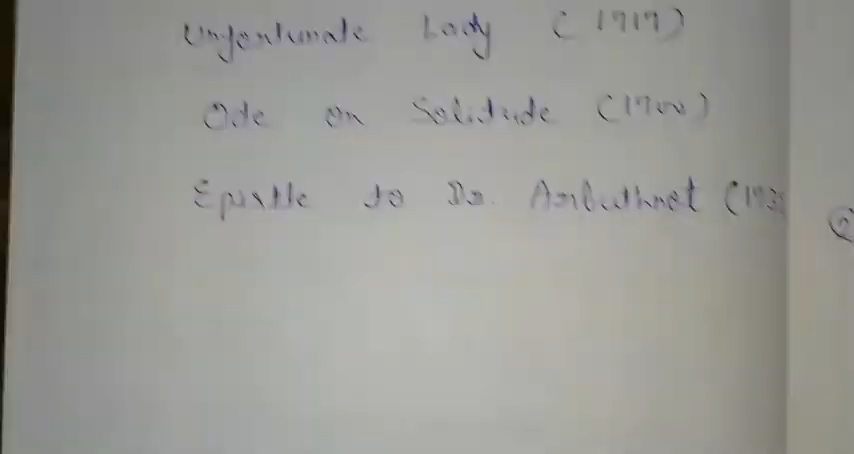 Unfortunate Lady (1717)
Ode on Solitude (1700)
Epistle to Dr. Arbuthnot